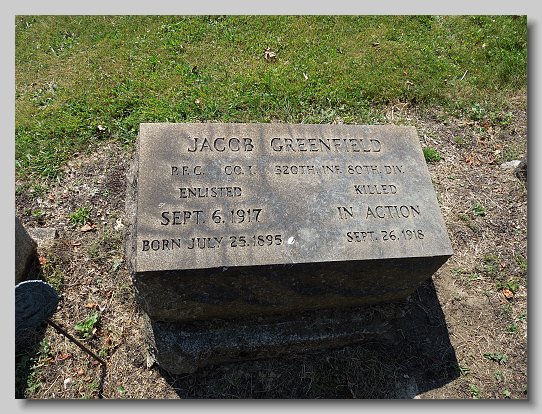 JACOB GREENFIELD
P.F.C. CO. I. 320TH. INF. 80TH. DIV.
ENLISTED KILLED
SEPT. 6, 1917 IN ACTION
BORN JULY 25, 1895 SEPT. 26, 1918